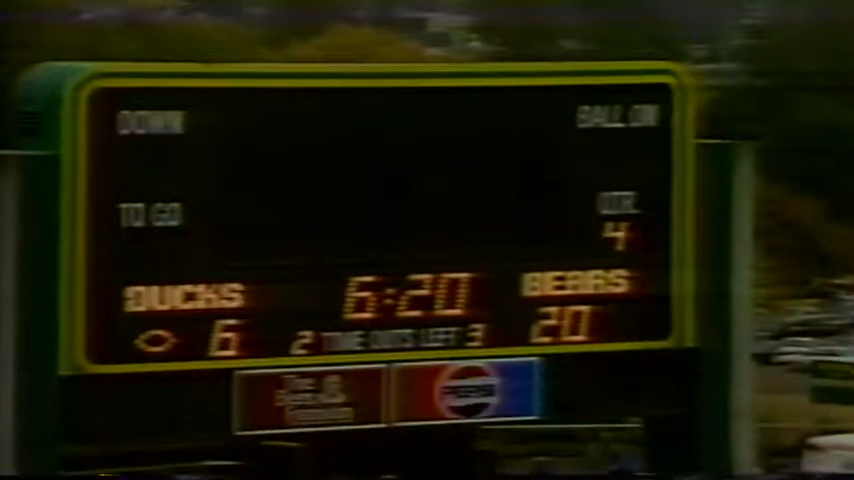 DOWN
BALL ON
TO GO
QTR.
4
DUCKS 6:20 BEARS
6 2 TIME OUTS LEFT 3 20
PEPSI